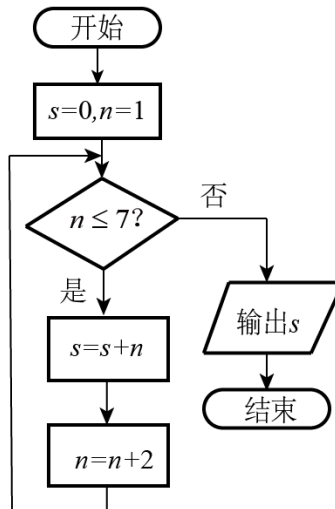 开始
s=0,n=1
n≤7?
否
是
s=s+n
输出s
结束
n=n+2